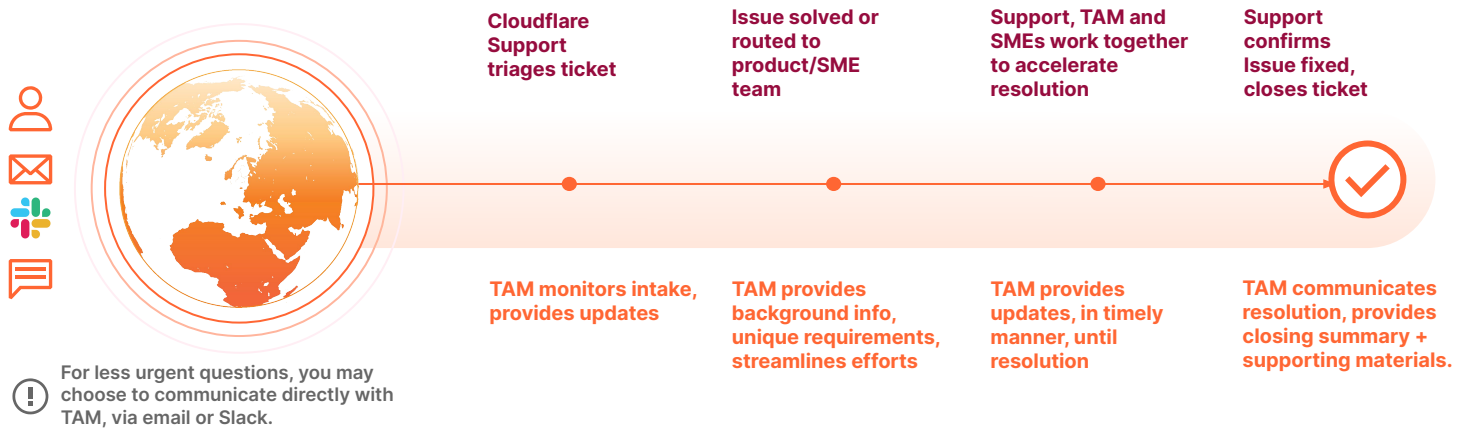 Cloudflare
Support
triages ticket
Issue solved or
routed to
product/SME
team
Support, TAM and
SMEs work together
to accelerate
resolution
Support
confirms
Issue fixed,
closes ticket
TAM monitors intake,
provides updates
TAM provides
background info,
unique requirements,
streamlines efforts
TAM provides
updates, in timely
manner, until
resolution
TAM communicates
resolution, provides
closing summary +
supporting materials.
For less urgent questions, you may
choose to communicate directly with
TAM, via email or Slack.